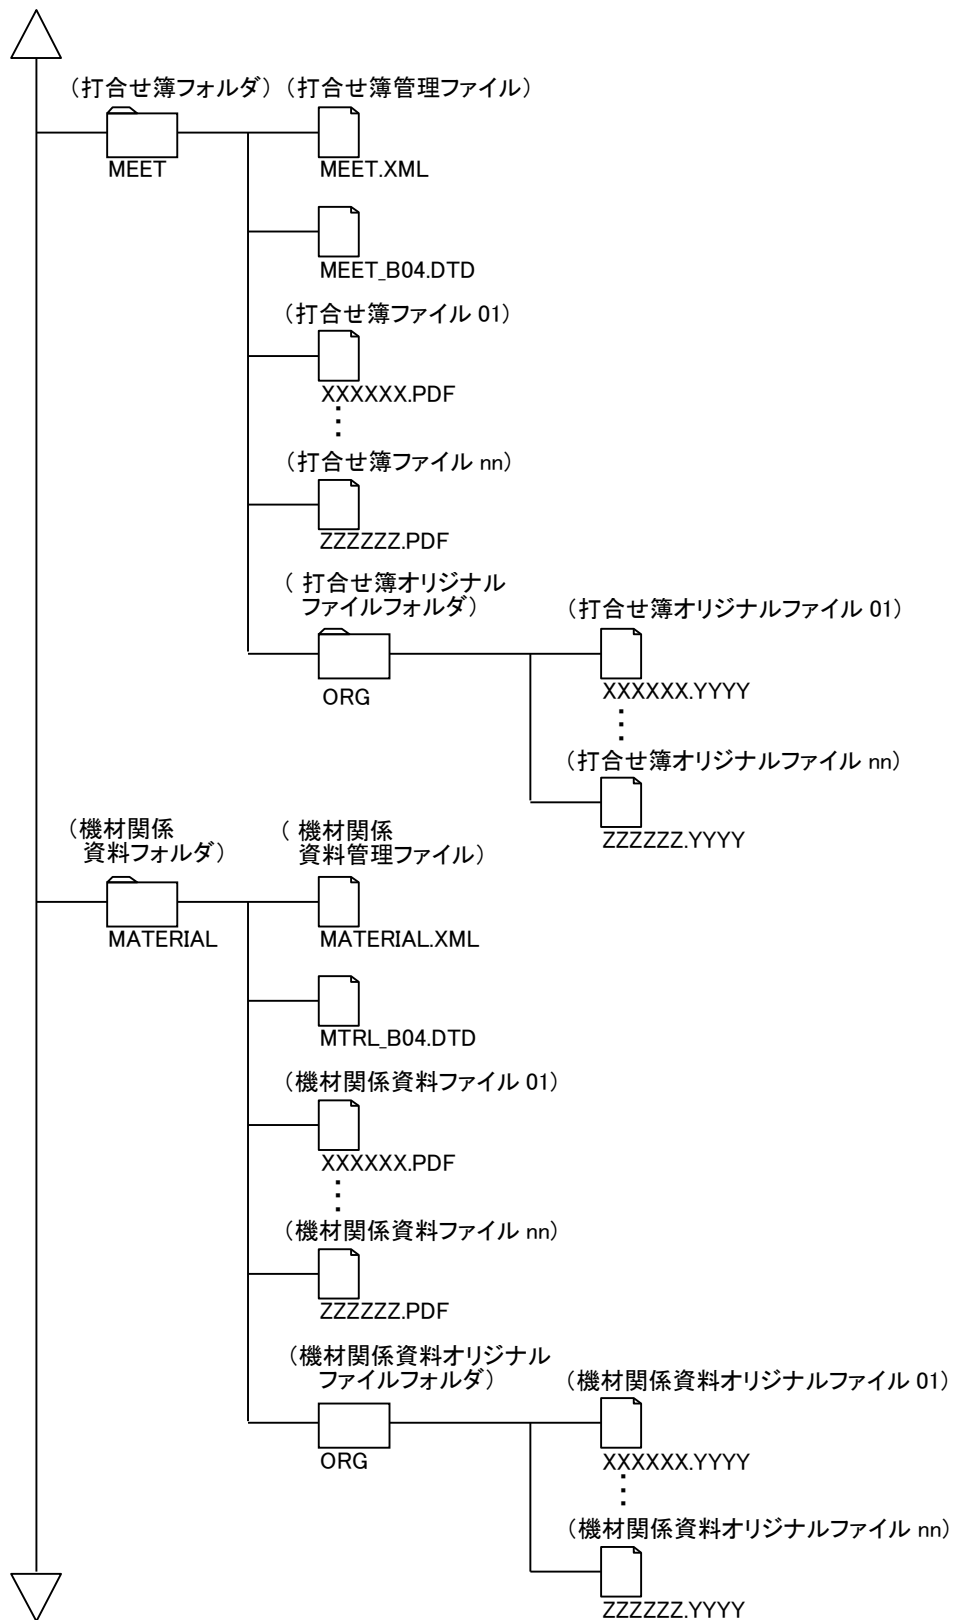 （打合せ簿フォルダ）（打合せ簿管理ファイル）
MEET
MEET.XML
MEET_B04.DTD
（打合せ簿ファイル 01）
XXXXXX.PDF
（打合せ簿ファイル nn）
ZZZZZZ.PDF
（ 打合せ簿オリジナル
ファイルフォルダ）
ORG
（打合せ簿オリジナルファイル 01）
XXXXXX.YYYY
（打合せ簿オリジナルファイル nn）
ZZZZZZ.YYYY
（機材関係
資料フォルダ）
MATERIAL
（ 機材関係
資料管理ファイル）
MATERIAL.XML
MTRL_B04.DTD
（機材関係資料ファイル 01）
XXXXXX.PDF
（機材関係資料ファイル nn）
ZZZZZZ.PDF
（機材関係資料オリジナル
ファイルフォルダ）
ORG
（機材関係資料オリジナルファイル 01）
XXXXXX.YYYY
（機材関係資料オリジナルファイル nn）
ZZZZZZ.YYYY